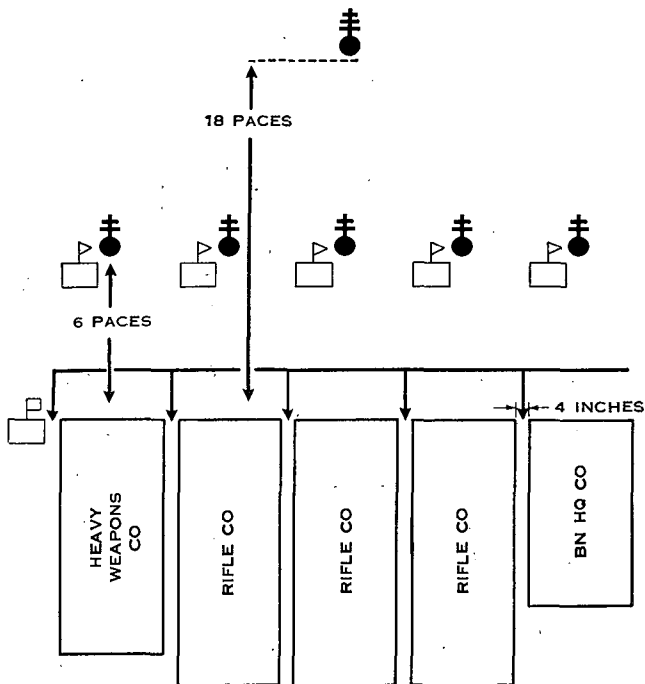 18 PACES
6 PACES
4 INCHES
HEAVY
WEAPONS
CO
RIFLE CO
RIFLE CO
RIFLE CO
BN HQ CO